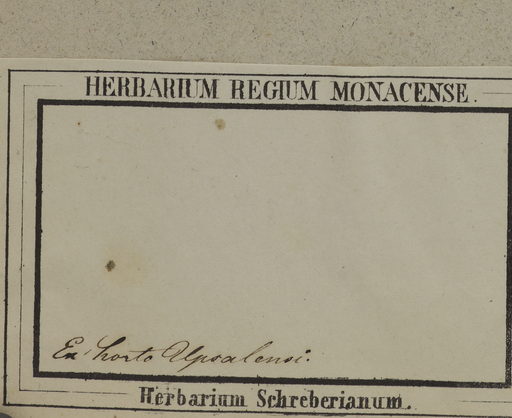 HERBARIUM REGIUM MONACENSE.
Ex horto Upsalensi.
Herbarium Schreberianum.